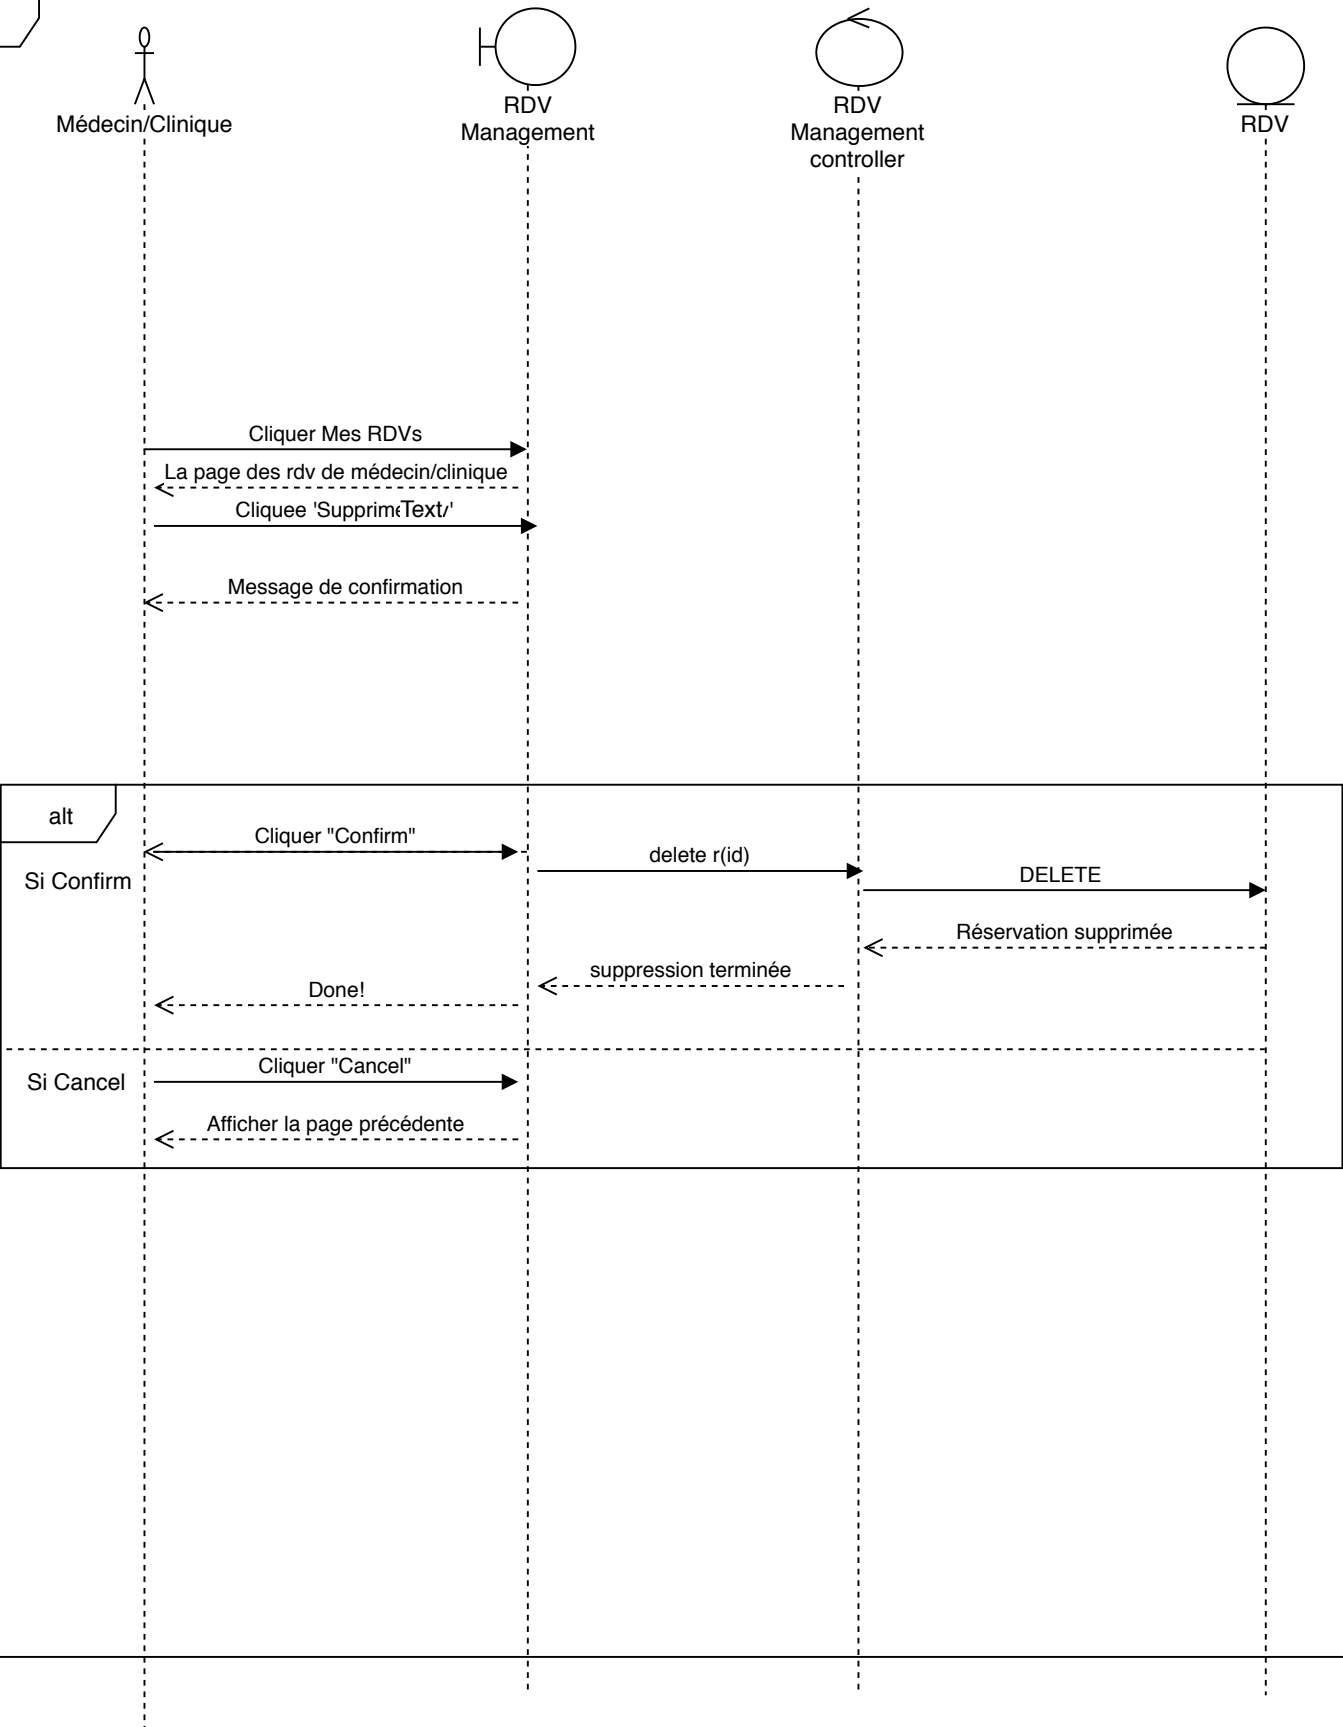 Médecin/Clinique
RDV
Management
RDV
Management
controller
RDV
Cliquer Mes RDVs
La page des rdv de médecin/clinique
Cliquee 'Supprime
Text
Message de confirmation
alt
Cliquer "Confirm"
delete r(id)
DELETE
Si Confirm
Réservation supprimée
suppression terminée
Done!
Cliquer "Cancel"
Si Cancel
Afficher la page précédente